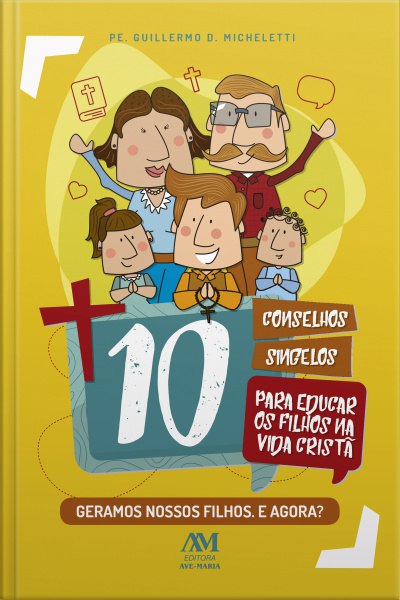 PE. GUILLERMO D. MICHELETTI
10
CONSELHOS
SINGELOS
PARA EDUCAR
OS FILHOS NA
VIDA CRISTÃ
GERAMOS NOSSOS FILHOS. E AGORA?
AM
EDITORA
AVE-MARIA